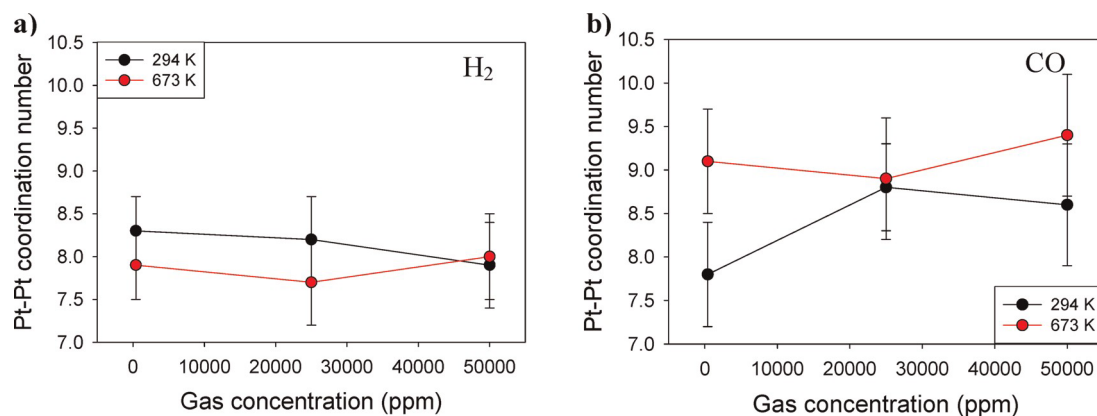 a)
10.5
10.0
9.5
9.0
8.5
8.0
7.5
7.0
Pt-Pt coordination number
294 K
673 K
H₂
0 10000 20000 30000 40000 50000
Gas concentration (ppm)
b)
10.5
10.0
9.5
9.0
8.5
8.0
7.5
7.0
Pt-Pt coordination number
CO
294 K
673 K
0 10000 20000 30000 40000 50000
Gas concentration (ppm)